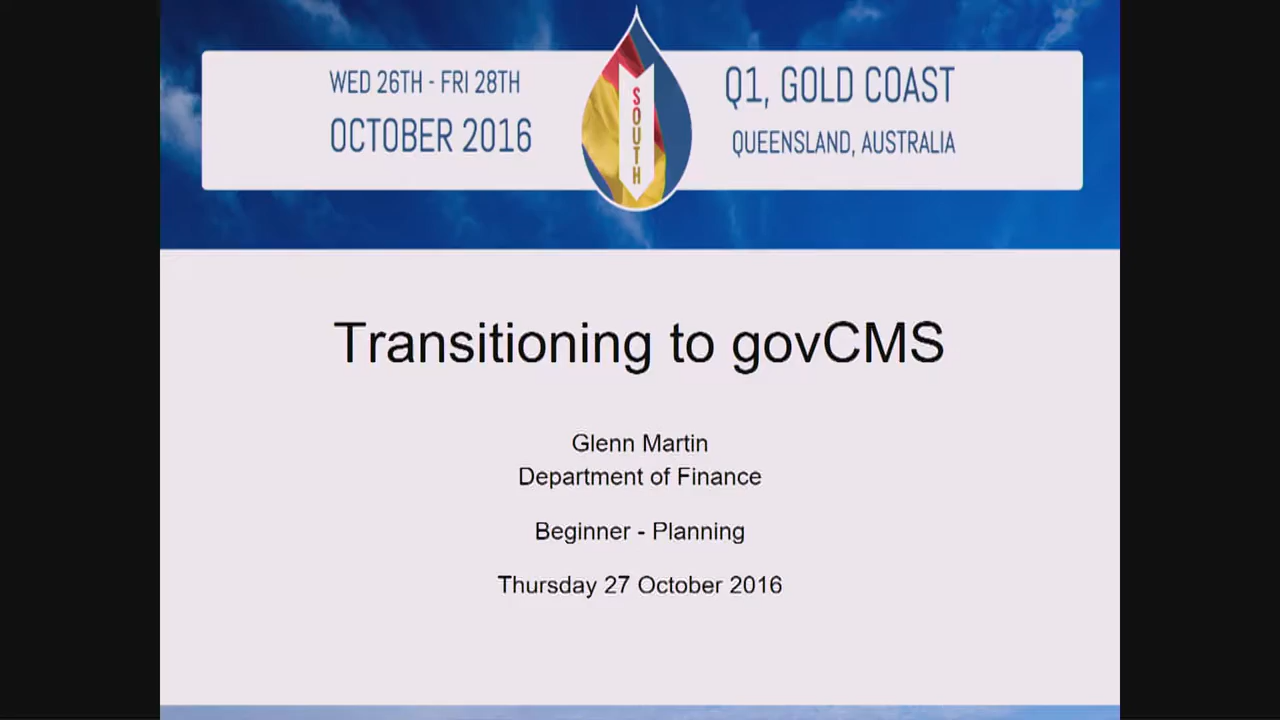 WED 26TH - FRI 28TH
OCTOBER 2016
SOUTH
Q1, GOLD COAST
QUEENSLAND, AUSTRALIA
Transitioning to govCMS
Glenn Martin
Department of Finance
Beginner - Planning
Thursday 27 October 2016